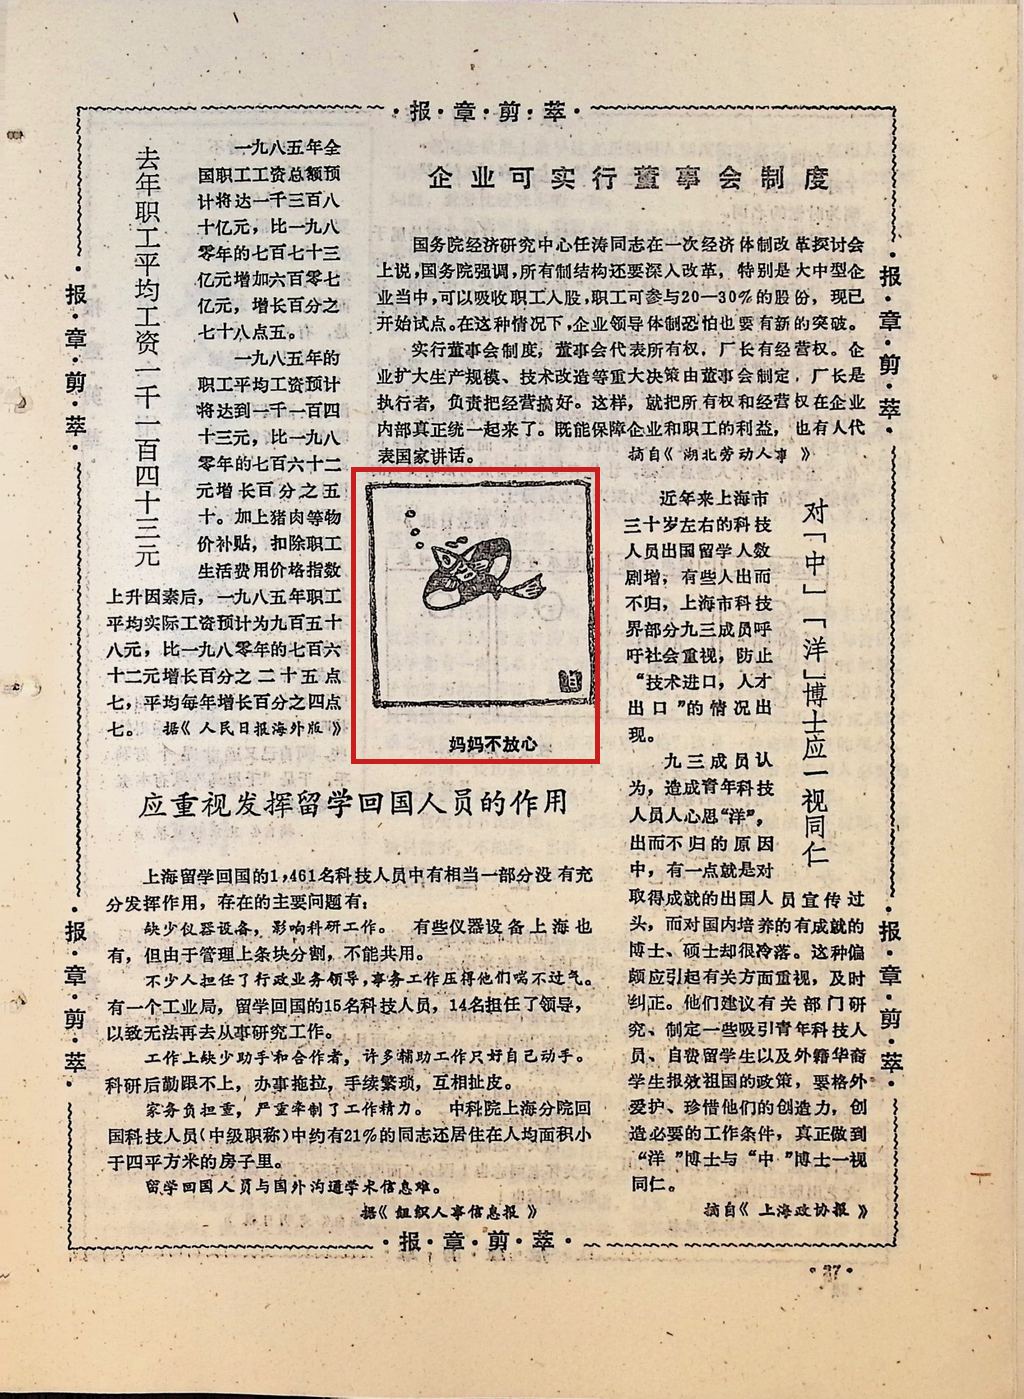 ·报·章·剪·萃·
去年职工平均工资一千一百四十三元
一九八五年全
国职工工资总额预
计将达一千三百八
十亿元，比一九八
零年的七百七十三
亿元增加六百零七
亿元，增长百分之
七十八点五。
一九八五年的
职工平均工资预计
将达到一千一百四
十三元，比一九八
零年的七百六十二
元增长百分之五
十。加上猪肉等物
价补贴，扣除职工
生活费用价格指数
上升因素后，一九八五年职工
平均实际工资预计为九百五十
八元，比一九八零年的七百六
十二元增长百分之二十五点
七，平均每年增长百分之四点
七。 据《人民日报海外版》
企业可实行董事会制度
国务院经济研究中心任涛同志在一次经济体制改革探讨会
上说，国务院强调，所有制结构还要深入改革，特别是大中型企
业当中，可以吸收职工入股，职工可参与20—30%的股份，现已
开始试点。在这种情况下，企业领导体制恐怕也要有新的突破。
实行董事会制度，董事会代表所有权，厂长有经营权。企
业扩大生产规模、技术改造等重大决策由董事会制定，厂长是
执行者，负责把经营搞好。这样，就把所有权和经营权在企业
内部真正统一起来了。既能保障企业和职工的利益，也有人代
表国家讲话。 摘自《湖北劳动人事》
妈妈不放心
对「中」「洋」博士应一视同仁
近年来上海市
三十岁左右的科技
人员出国留学人数
剧增，有些人出而
不归，上海市科技
界部分九三成员呼
吁社会重视，防止
“技术进口，人才
出口”的情况出
现。
九三成员认
为，造成青年科技
人员人心思“洋”，
出而不归的原因
中，有一点就是对
取得成就的出国人员宣传过
头，而对国内培养的有成就的
博士、硕士却很冷落。这种偏
颇应引起有关方面重视，及时
纠正。他们建议有关部门研
究、制定一些吸引青年科技人
员、自费留学生以及外籍华裔
学生报效祖国的政策，要格外
爱护、珍惜他们的创造力，创
造必要的工作条件，真正做到
“洋”博士与“中”博士一视
同仁。
摘自《上海政协报》
应重视发挥留学回国人员的作用
上海留学回国的1,461名科技人员中有相当一部分没有充
分发挥作用，存在的主要问题有：
缺少仪器设备，影响科研工作。 有些仪器设备上海也
有，但由于管理上条块分割，不能共用。
不少人担任了行政业务领导，事务工作压得他们喘不过气。
有一个工业局，留学回国的15名科技人员，14名担任了领导，
以致无法再去从事研究工作。
工作上缺少助手和合作者，许多辅助工作只好自己动手。
科研后勤跟不上，办事拖拉，手续繁琐，互相扯皮。
家务负担重，严重牵制了工作精力。 中科院上海分院回
国科技人员（中级职称）中约有21%的同志还居住在人均面积小
于四平方米的房子里。
留学回国人员与国外沟通学术信息难。
据《组织人事信息报》
·报·章·剪·萃·
·报·章·剪·萃·
·报·章·剪·萃·
·报·章·剪·萃·
·报·章·剪·萃·
·37·